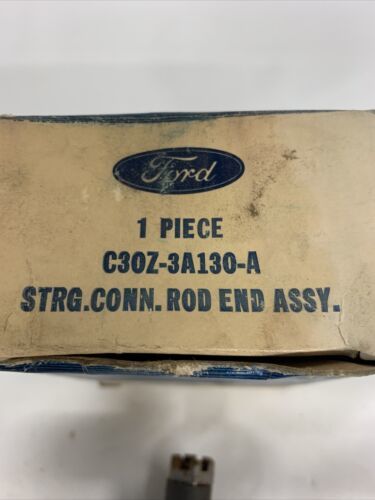 Ford
1 PIECE
C3OZ-3A130-A
STRG.CONN. ROD END ASSY.